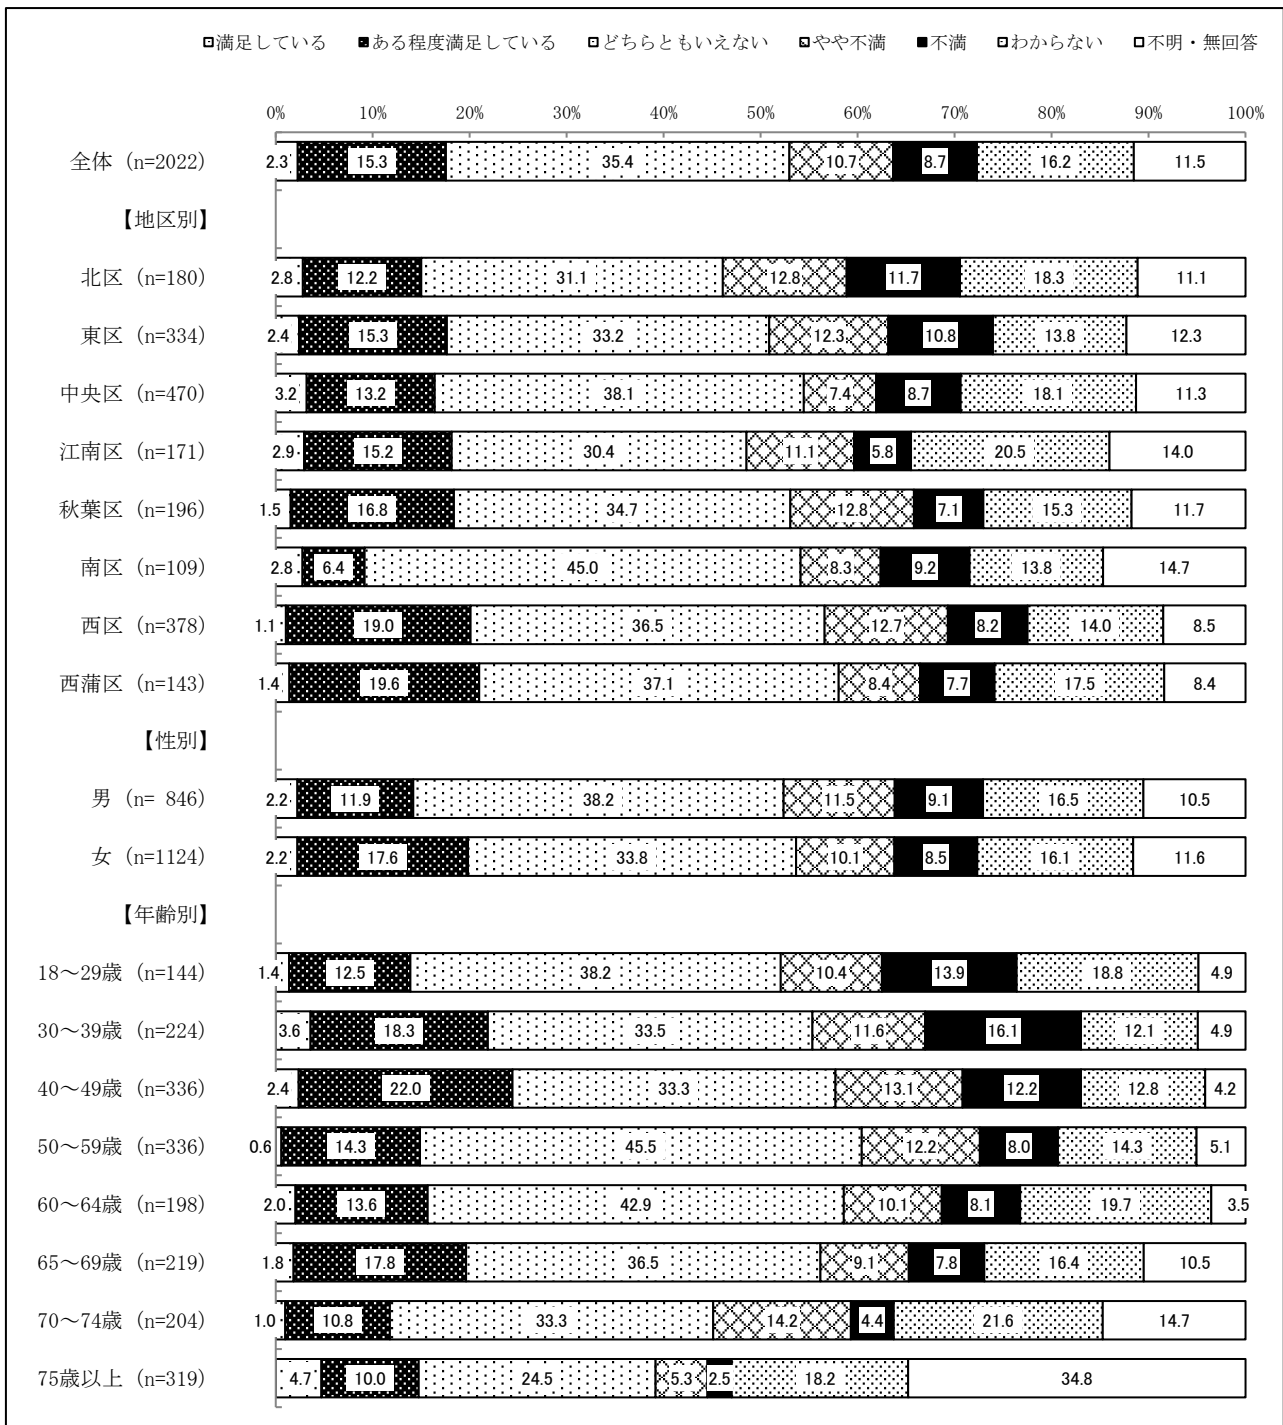 満足している ある程度満足している どちらともいえない やや不満 不満 わからない 不明・無回答
0% 10% 20% 30% 40% 50% 60% 70% 80% 90% 100%
全体 (n=2022) 2.3 15.3 35.4 10.7 8.7 16.2 11.5
【地区別】
北区 (n=180) 2.8 12.2 31.1 12.8 11.7 18.3 11.1
東区 (n=334) 2.4 15.3 33.2 12.3 10.8 13.8 12.3
中央区 (n=470) 3.2 13.2 38.1 7.4 8.7 18.1 11.3
江南区 (n=171) 2.9 15.2 30.4 11.1 5.8 20.5 14.0
秋葉区 (n=196) 1.5 16.8 34.7 12.8 7.1 15.3 11.7
南区 (n=109) 2.8 6.4 45.0 8.3 9.2 13.8 14.7
西区 (n=378) 1.1 19.0 36.5 12.7 8.2 14.0 8.5
西蒲区 (n=143) 1.4 19.6 37.1 8.4 7.7 17.5 8.4
【性別】
男 (n= 846) 2.2 11.9 38.2 11.5 9.1 16.5 10.5
女 (n=1124) 2.2 17.6 33.8 10.1 8.5 16.1 11.6
【年齢別】
18～29歳 (n=144) 1.4 12.5 38.2 10.4 13.9 18.8 4.9
30～39歳 (n=224) 3.6 18.3 33.5 11.6 16.1 12.1 4.9
40～49歳 (n=336) 2.4 22.0 33.3 13.1 12.2 12.8 4.2
50～59歳 (n=336) 0.6 14.3 45.5 12.2 8.0 14.3 5.1
60～64歳 (n=198) 2.0 13.6 42.9 10.1 8.1 19.7 3.5
65～69歳 (n=219) 1.8 17.8 36.5 9.1 7.8 16.4 10.5
70～74歳 (n=204) 1.0 10.8 33.3 14.2 4.4 21.6 14.7
75歳以上 (n=319) 4.7 10.0 24.5 5.3 2.5 18.2 34.8